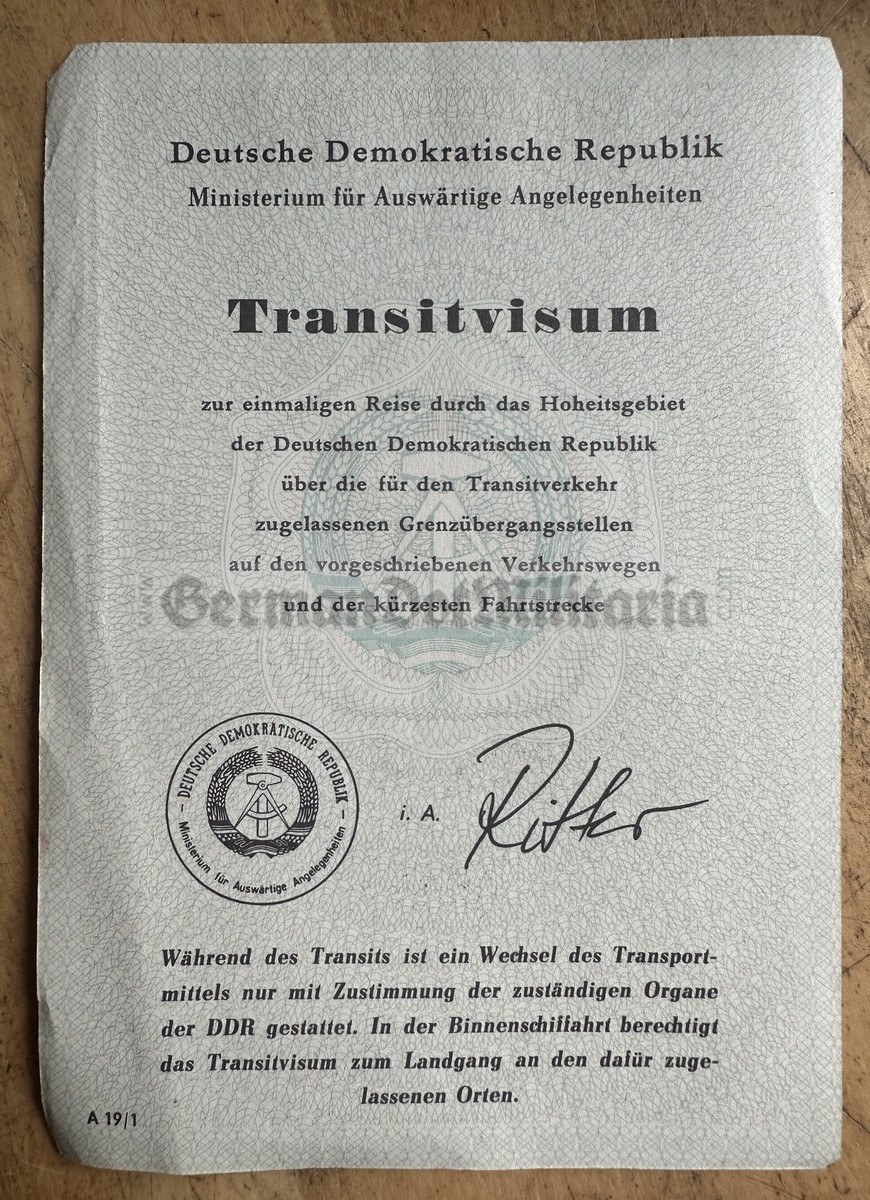 Deutsche Demokratische Republik
Ministerium für Auswärtige Angelegenheiten
Transitvisum
zur einmaligen Reise durch das Hoheitsgebiet
der Deutschen Demokratischen Republik
über die für den Transitverkehr
zugelassenen Grenzübergangsstellen
auf den vorgeschriebenen Verkehrswegen
GermanDetMilitaria
und der kürzesten Fahrtstrecke
– DEUTSCHE DEMOKRATISCHE REPUBLIK –
Ministerium für Auswärtige Angelegenheiten
i. A.
Während des Transits ist ein Wechsel des Transport-
mittels nur mit Zustimmung der zuständigen Organe
der DDR gestattet. In der Binnenschiffahrt berechtigt
das Transitvisum zum Landgang an den dafür zuge-
lassenen Orten.
A 19/1